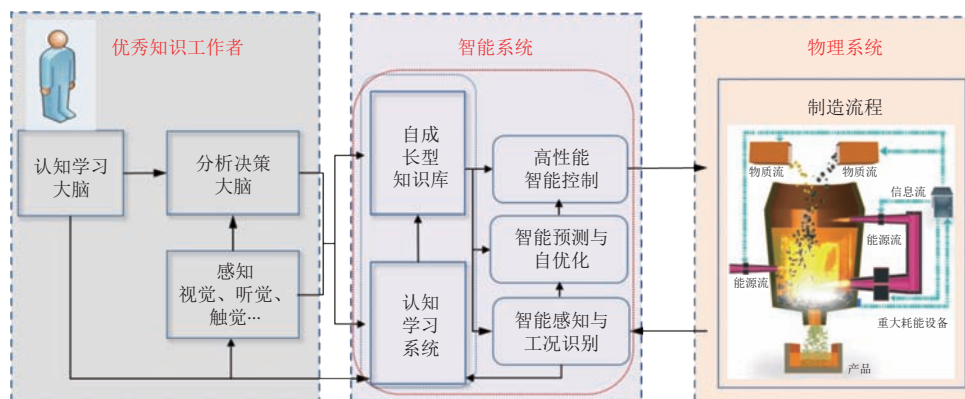 优秀知识工作者
认知学习
大脑
分析决策
大脑
感知
视觉、听觉、
触觉…
智能系统
自成
长型
知识库
认知
学习
系统
高性能
智能控制
智能预测与
自优化
智能感知与
工况识别
物理系统
制造流程
物质流
物质流
信息流
能源流
能源流
重大耗能设备
产品